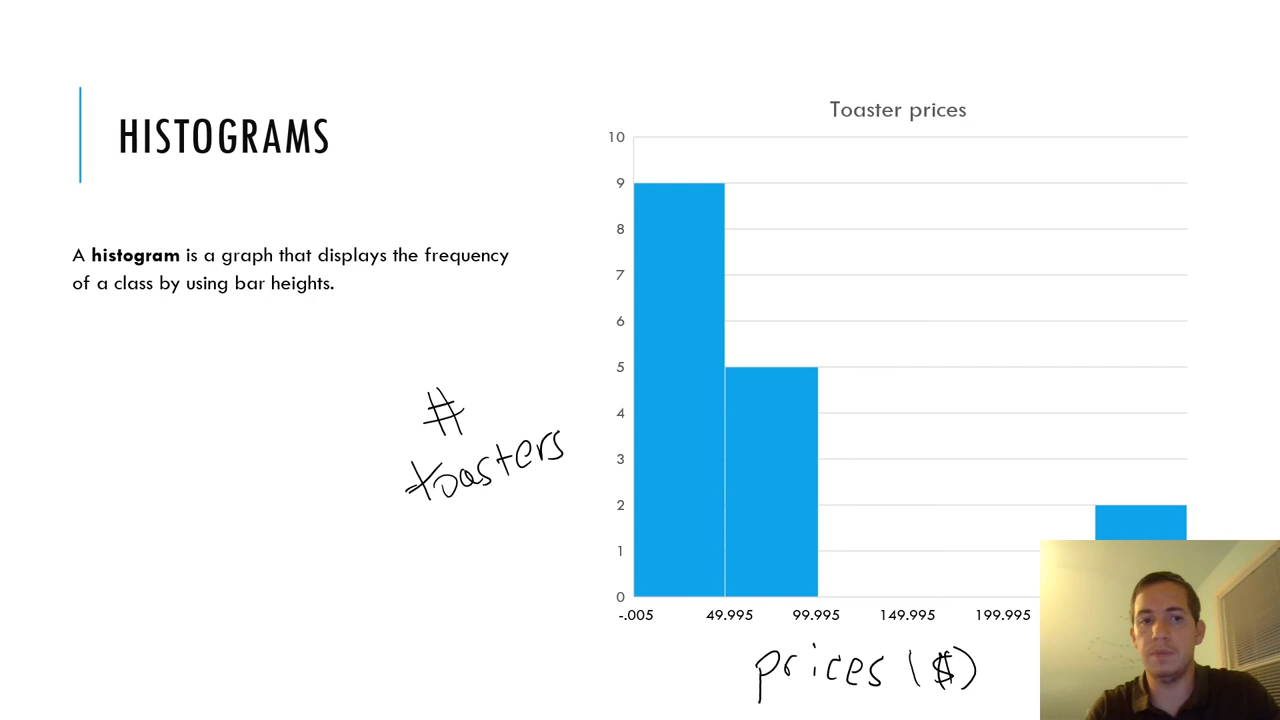 HISTOGRAMS
A histogram is a graph that displays the frequency
of a class by using bar heights.
#
toasters
Toaster prices
10
9
8
7
6
5
4
3
2
1
0
-.005 49.995 99.995 149.995 199.995
prices ($)